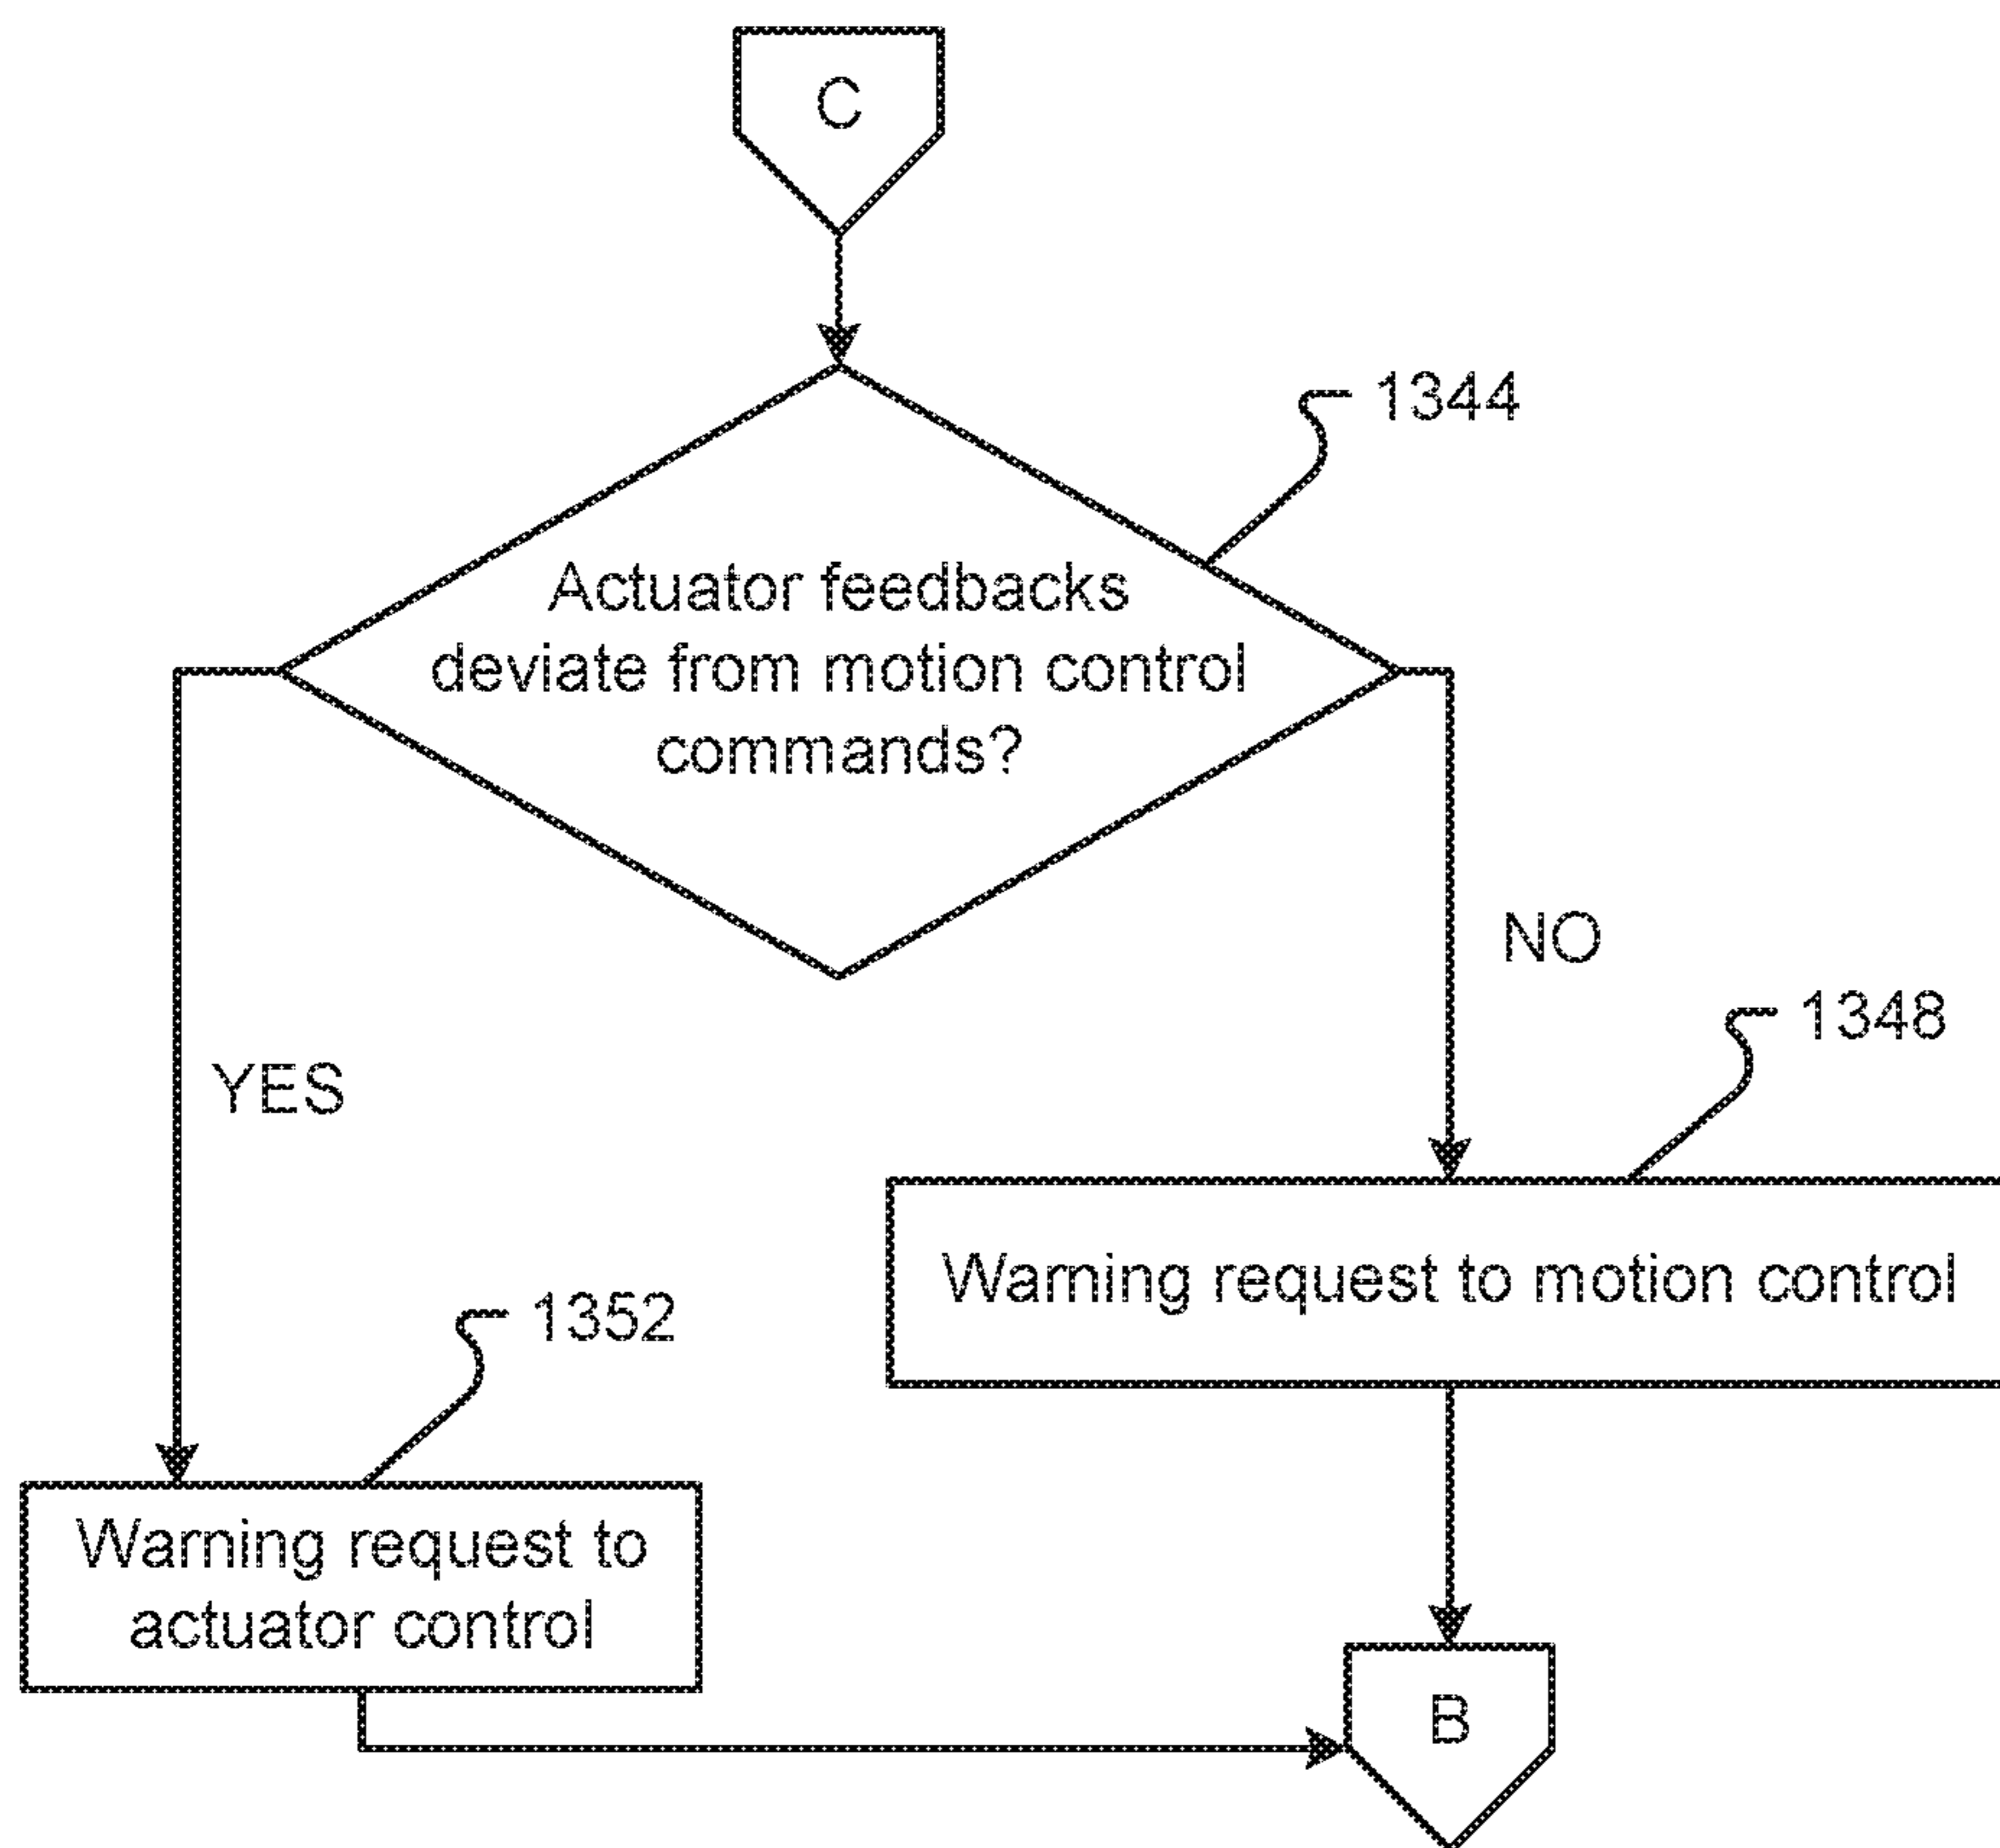 C
1344
Actuator feedbacks
deviate from motion control
commands?
NO
1348
YES
Warning request to motion control
1352
Warning request to
actuator control
B